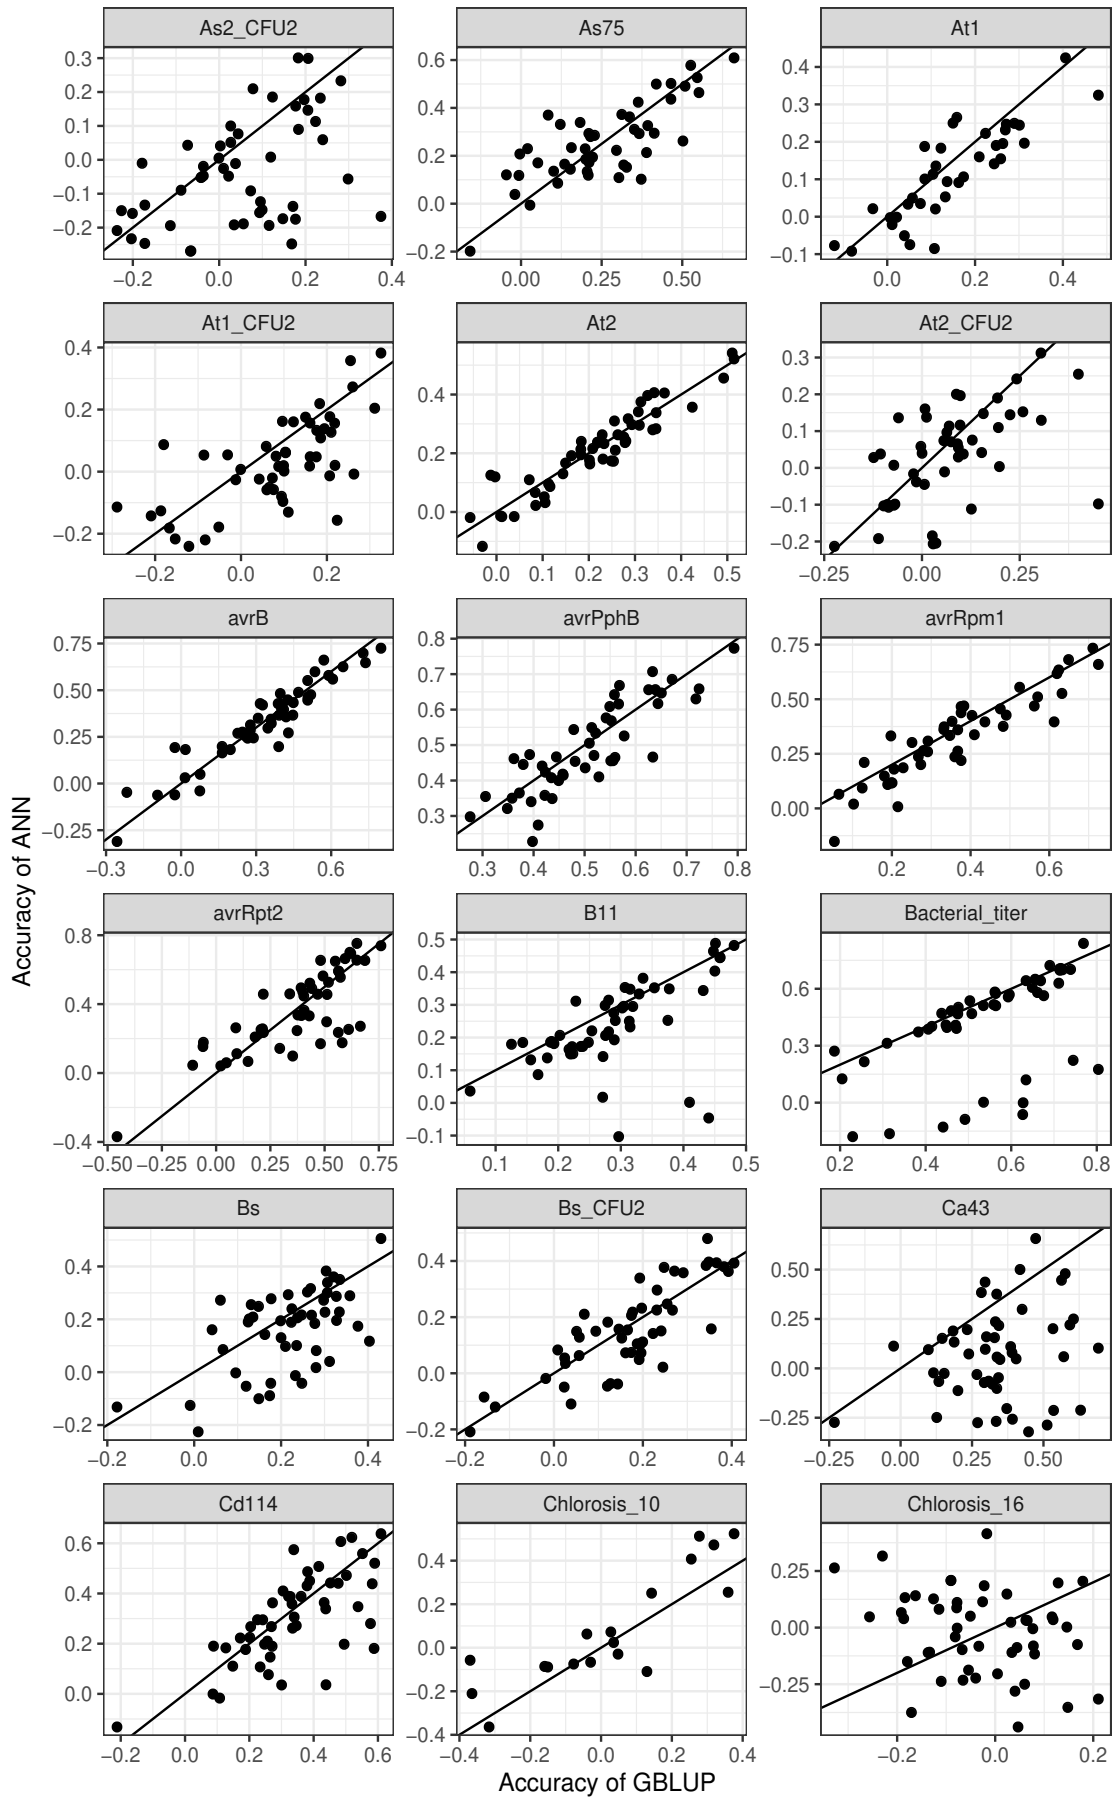 As2_CFU2 As75 At1
0.3 0.2 0.1 0.0 −0.1 −0.2
0.6 0.4 0.2 0.0 −0.2
0.4 0.3 0.2 0.1 0.0 −0.1
−0.2 0.0 0.2 0.4 0.00 0.25 0.50 0.0 0.2 0.4
At1_CFU2 At2 At2_CFU2
0.4 0.2 0.0 −0.2
0.4 0.2 0.0
0.3 0.2 0.1 0.0 −0.1 −0.2
−0.2 0.0 0.2 0.0 0.1 0.2 0.3 0.4 0.5 −0.25 0.00 0.25
avrB avrPphB avrRpm1
0.75 0.50 0.25 0.00 −0.25
0.8 0.7 0.6 0.5 0.4 0.3
0.75 0.50 0.25 0.00
−0.3 0.0 0.3 0.6 0.3 0.4 0.5 0.6 0.7 0.8 0.2 0.4 0.6
Accuracy of ANN
avrRpt2 B11 Bacterial_titer
0.8 0.4 0.0 −0.4
0.5 0.4 0.3 0.2 0.1 0.0 −0.1
0.6 0.3 0.0
−0.50 −0.25 0.00 0.25 0.50 0.75 0.1 0.2 0.3 0.4 0.5 0.2 0.4 0.6 0.8
Bs Bs_CFU2 Ca43
0.4 0.2 0.0 −0.2
0.4 0.2 0.0 −0.2
0.50 0.25 0.00 −0.25
−0.2 0.0 0.2 0.4 −0.2 0.0 0.2 0.4 −0.25 0.00 0.25 0.50
Cd114 Chlorosis_10 Chlorosis_16
0.6 0.4 0.2 0.0
0.4 0.2 0.0 −0.2 −0.4
0.25 0.00 −0.25
−0.2 0.0 0.2 0.4 0.6 −0.4 −0.2 0.0 0.2 0.4 −0.2 0.0 0.2
Accuracy of GBLUP